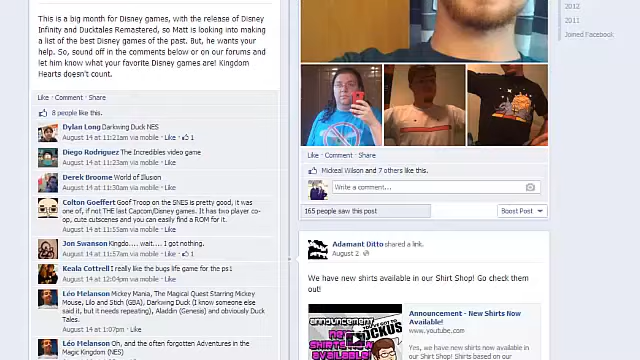 This is a big month for Disney games, with the release of Disney
Infinity and Ducktales Remastered, so Matt is looking into making
a list of the best Disney games of the past. But, he wants your
help. So, sound off in the comments below or on our forums and
let him know what your favorite Disney games are! Kingdom
Hearts doesn't count.
Like · Comment · Share
8 people like this.
Dylan Long Darkwing Duck NES
August 14 at 11:21am via mobile · Like · 1
Diego Rodriguez The Incredibles video game
August 14 at 11:23am via mobile · Like
Derek Broome World of Illusion
August 14 at 11:30am via mobile · Like
Colton Goeffert Goof Troop on the SNES is pretty good, it was
one of, if not THE last Capcom/Disney games. It has two player co-
op, cute cutscenes and you can easily find a ROM for it.
August 14 at 11:55am via mobile · Like
Jon Swanson Kingdo.... wait.... I got nothing.
August 14 at 11:57am via mobile · Like · 1
Keala Cottrell I really like the bugs life game for the ps1
August 14 at 12:04pm via mobile · Like
Léo Melanson Mickey Mania, The Magical Quest Starring Mickey
Mouse, Lilo and Stitch (GBA), Darkwing Duck (I know someone else
said it, but it needs repeating), Aladdin (Genesis) and obviously Duck
Tales.
August 14 at 1:07pm · Like
Léo Melanson Oh, and the often forgotten Adventures in the
Magic Kingdom (NES)
Like · Comment · Share
Mickeal Wilson and 7 others like this.
Write a comment...
165 people saw this post
Boost Post
Adamant Ditto shared a link.
August 2
We have new shirts available in our Shirt Shop! Go check them
out!
announcement
NEW
SHIRTS NOW
AVAILABLE!
Announcement - New Shirts Now
Available!
www.youtube.com
Yes, we have new shirts now available in
our Shirt Shop! Shirts based on our
2012
2011
Joined Facebook